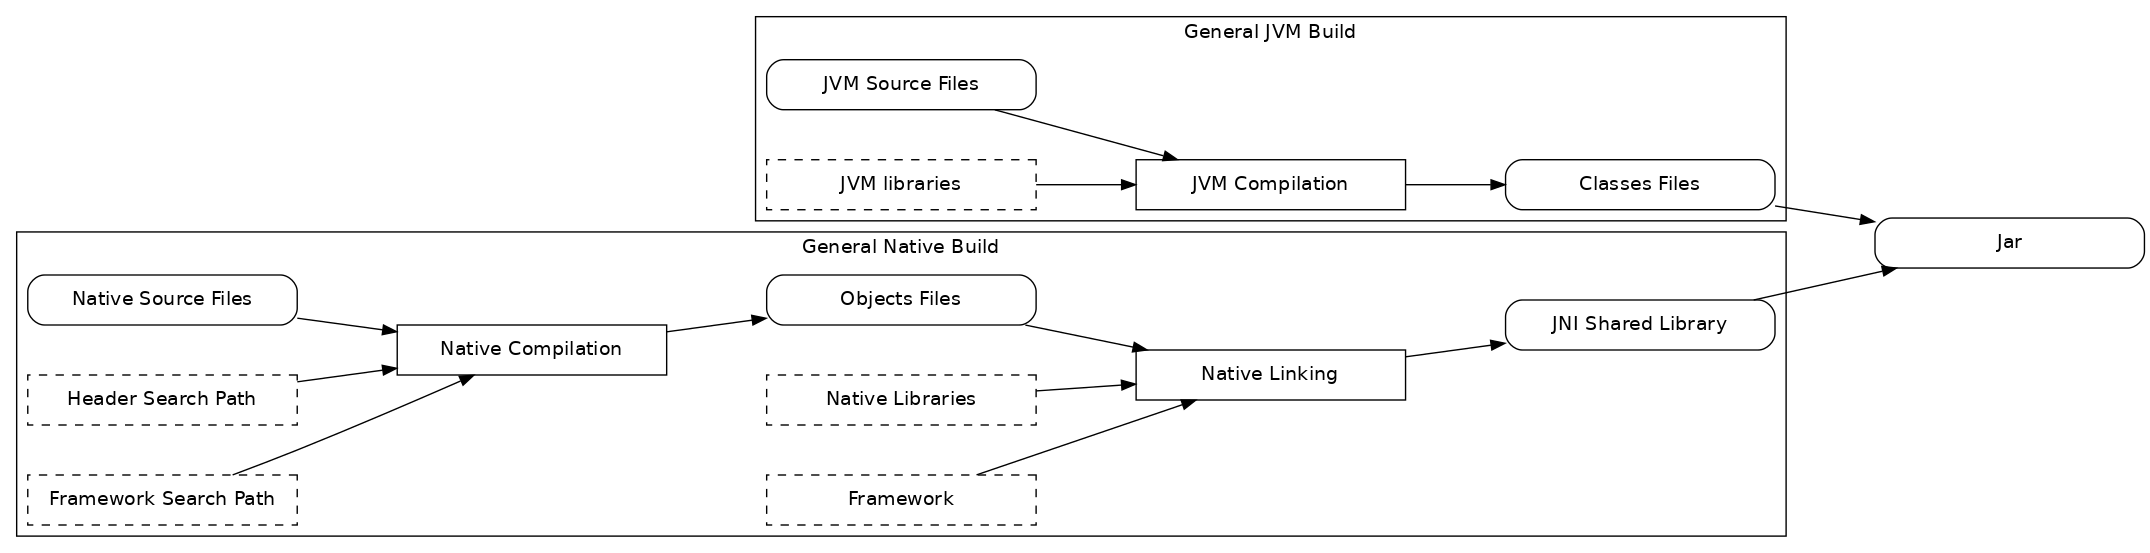 General JVM Build
JVM Source Files
JVM libraries
JVM Compilation
Classes Files
Jar
General Native Build
Native Source Files
Header Search Path
Framework Search Path
Native Compilation
Objects Files
Native Libraries
Framework
Native Linking
JNI Shared Library